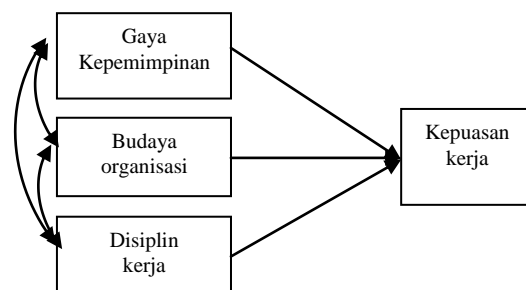 Gaya
Kepemimpinan
Budaya
organisasi
Disiplin
kerja
Kepuasan
kerja